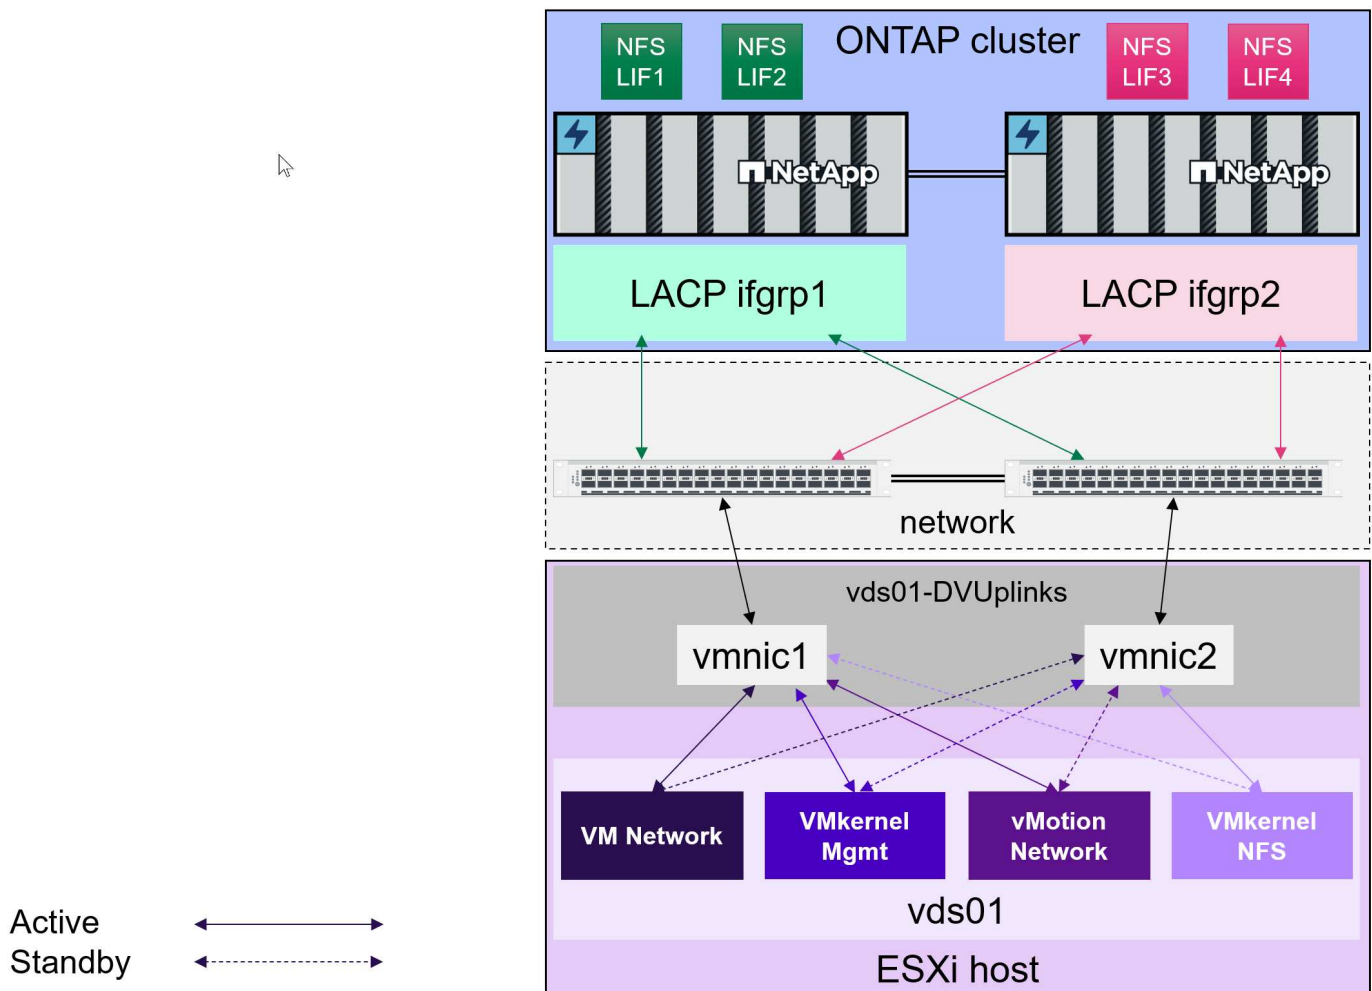 ONTAP cluster
NFS
LIF1
NFS
LIF2
NFS
LIF3
NFS
LIF4
NetApp
NetApp
LACP ifgrp1
LACP ifgrp2
network
vds01-DVUplinks
vmnic1
vmnic2
VM Network
VMkernel
Mgmt
vMotion
Network
VMkernel
NFS
vds01
ESXi host
Active
Standby